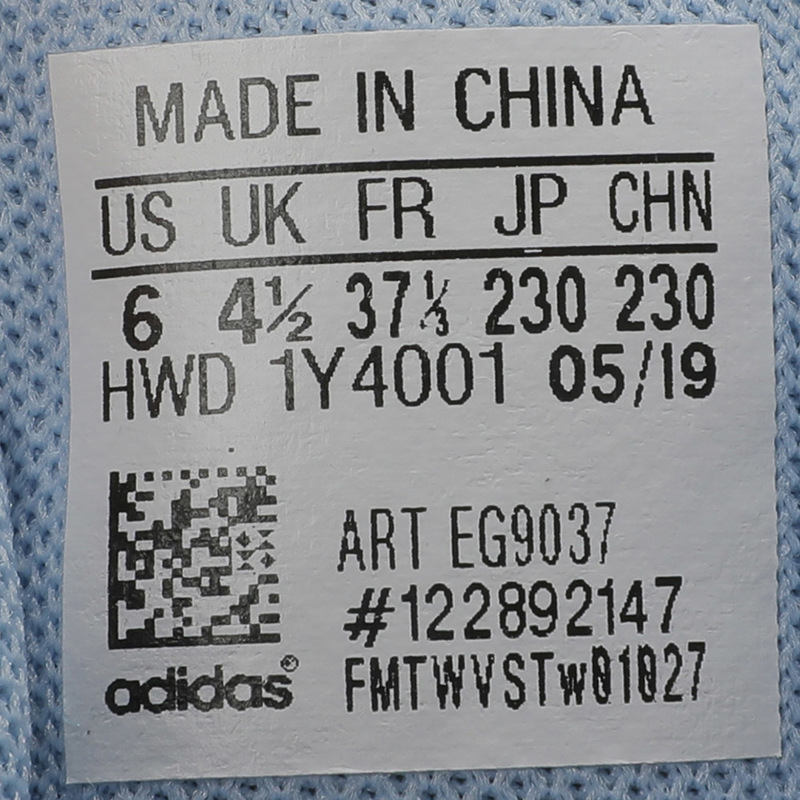 MADE IN CHINA
US UK FR JP CHN
6 4½ 37⅓ 230 230
HWD 1Y4001 05/19
ART EG9037
#122892147
adidas®
FMTWVSTw01027